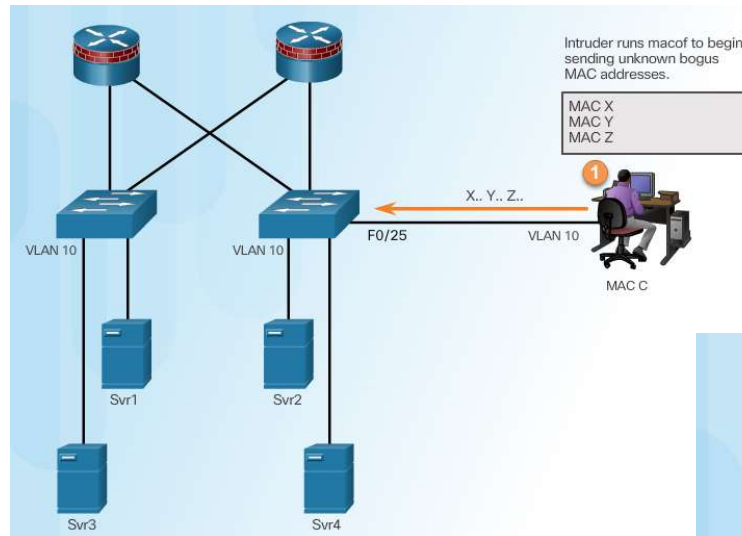 Intruder runs macof to begin
sending unknown bogus
MAC addresses.
MAC X
MAC Y
MAC Z
1
X.. Y.. Z..
VLAN 10
VLAN 10
F0/25
VLAN 10
MAC C
Svr1
Svr2
Svr3
Svr4